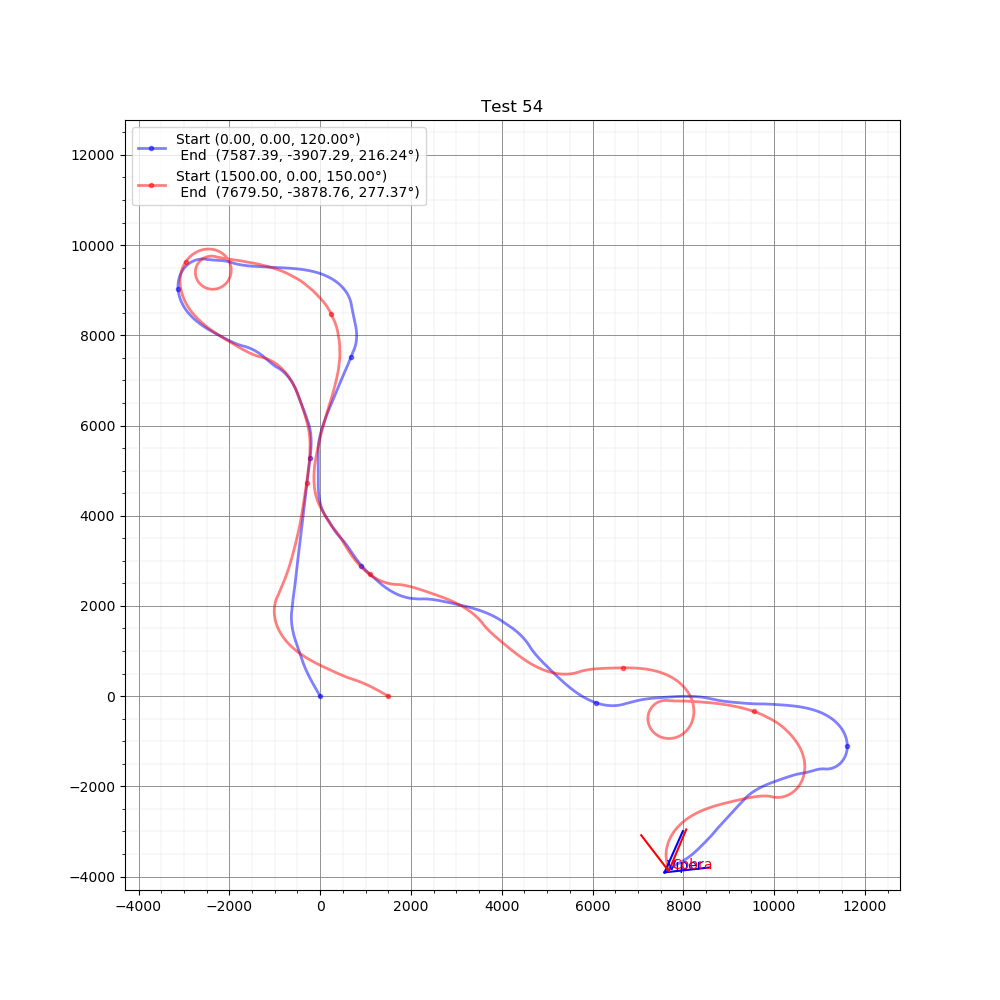 Test 54
Start (0.00, 0.00, 120.00°)
End (7587.39, -3907.29, 216.24°)
Start (1500.00, 0.00, 150.00°)
End (7679.50, -3878.76, 277.37°)
12000
10000
8000
6000
4000
2000
0
−2000
−4000
−4000 −2000 0 2000 4000 6000 8000 10000 12000